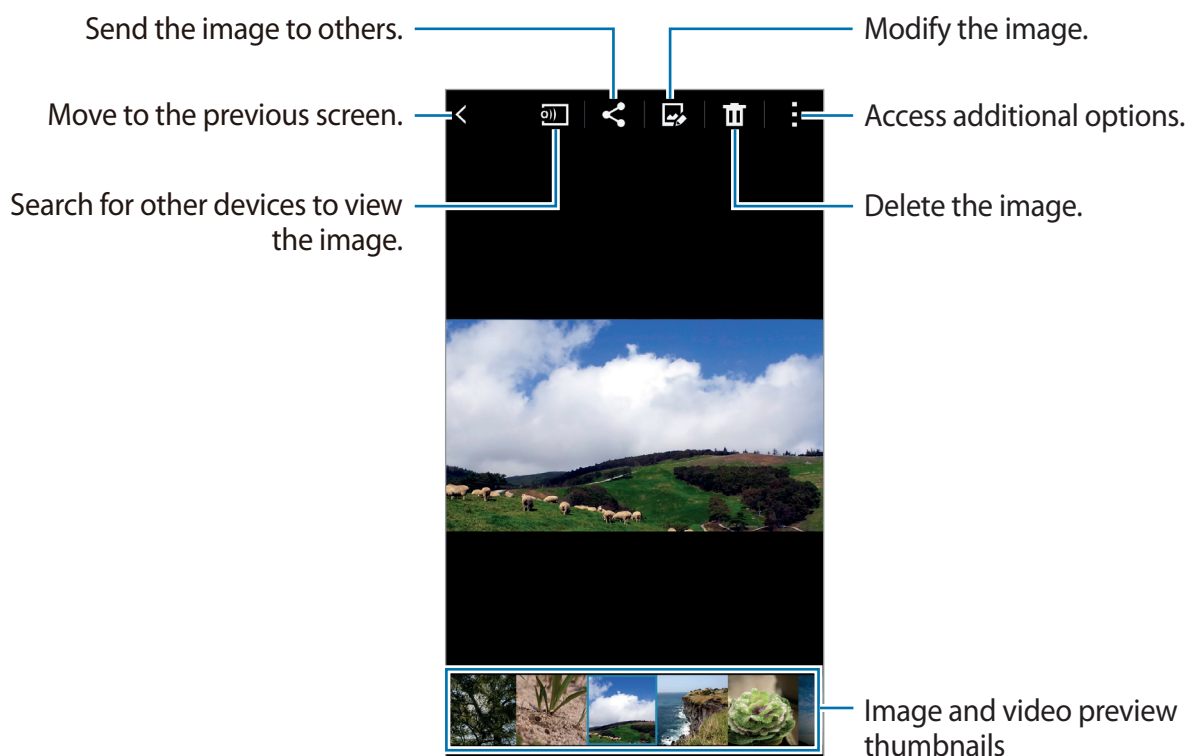 Send the image to others.
Modify the image.
Move to the previous screen.
Access additional options.
Search for other devices to view
the image.
Delete the image.
Image and video preview
thumbnails